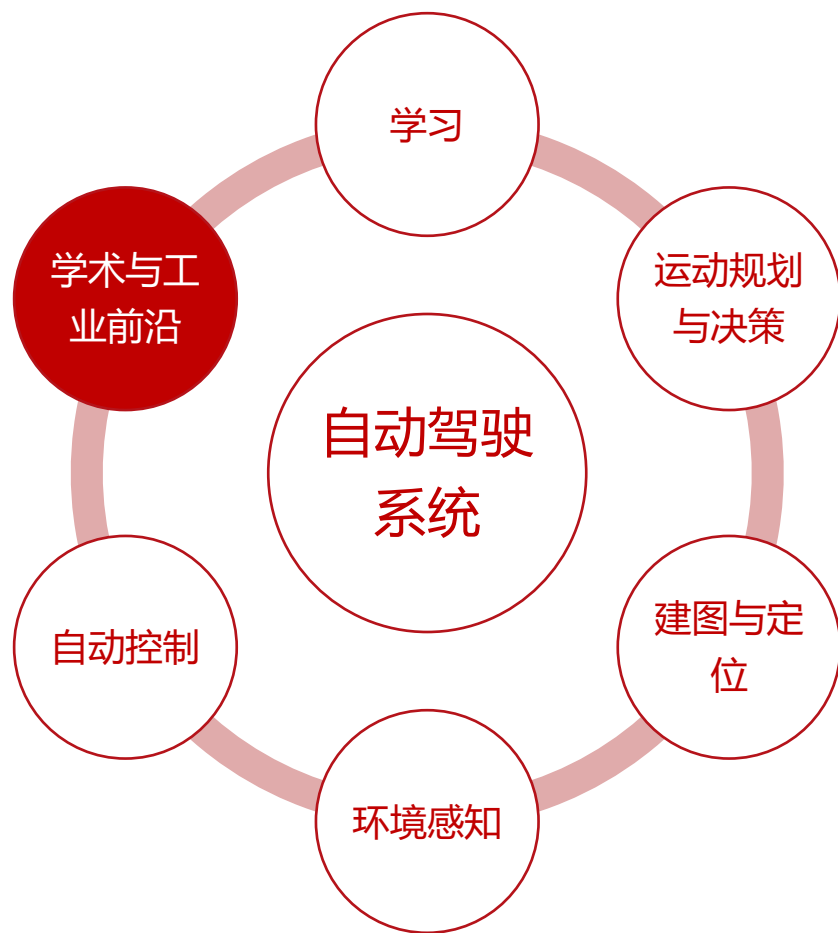 学习
学术与工
业前沿
运动规划
与决策
自动驾驶
系统
自动控制
建图与定
位
环境感知